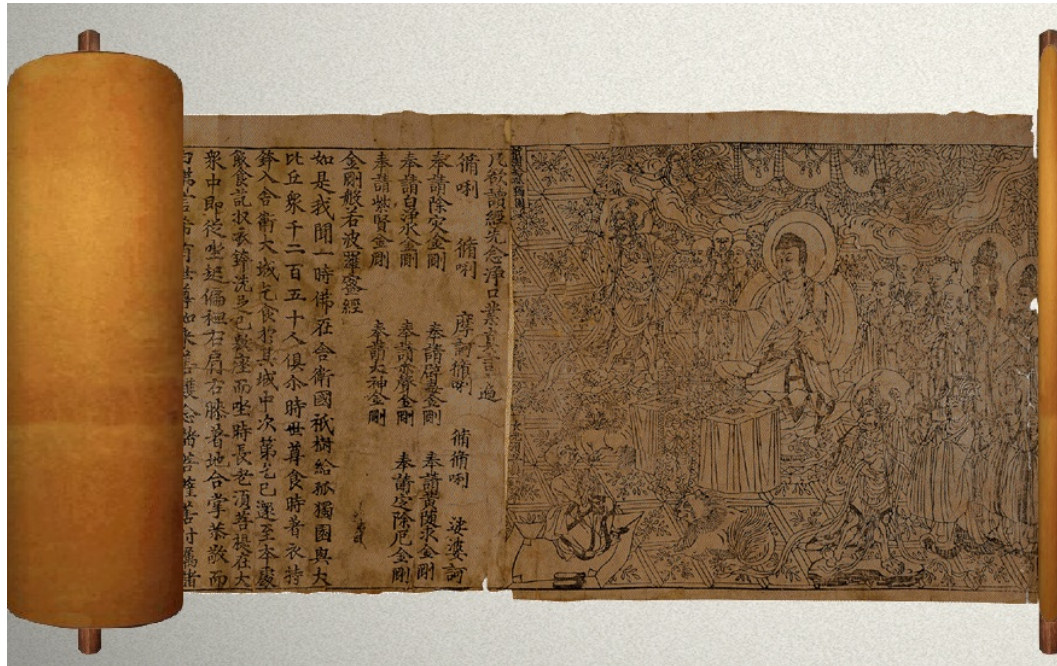 凡欲讀經先念淨口業真言一遍
脩唎 脩唎 摩訶脩唎 脩脩唎 娑婆訶
奉請除灾金剛 奉請辟毒金剛 奉請黃隨求金剛
奉請白淨水金剛 奉請赤聲金剛 奉請定除厄金剛
奉請紫賢金剛 奉請大神金剛
金剛般若波羅蜜經
如是我聞一時佛在舍衛國祇樹給孤獨園與大
比丘衆千二百五十人俱尒時世尊食時著衣持
鉢入舍衛大城乞食於其城中次第乞已還至本處
飯食訖収衣鉢洗足已敷座而坐時長老須菩提在大
衆中即從坐起偏袒右肩右膝著地合掌恭敬而
白佛言希有世尊如來善護念諸菩薩善付囑諸